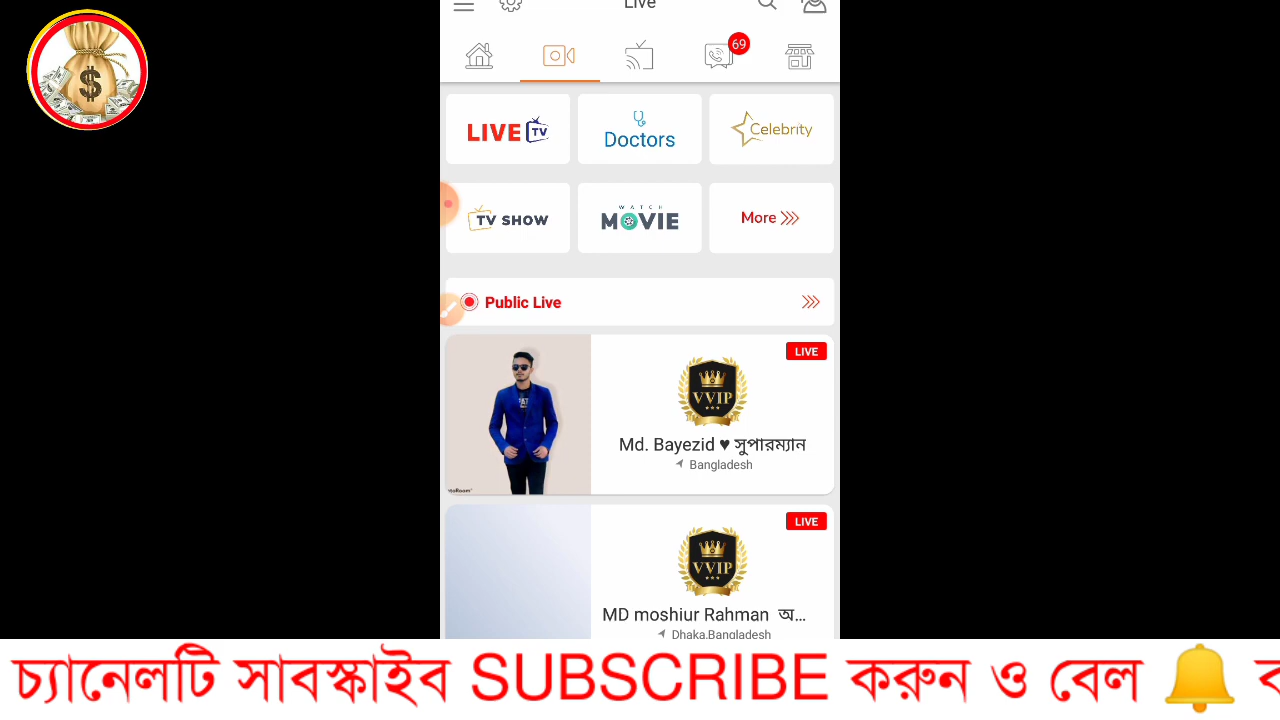 Live
69
LIVE TV
Doctors
Celebrity
TV SHOW
WATCH
MOVIE
More
Public Live
LIVE
VVIP
Md. Bayezid ♥ সুপারম্যান
Bangladesh
LIVE
VVIP
MD moshiur Rahman অ...
Dhaka.Bangladesh
চ্যানেলটি সাবস্কাইব SUBSCRIBE করুন ও বেল 🔔